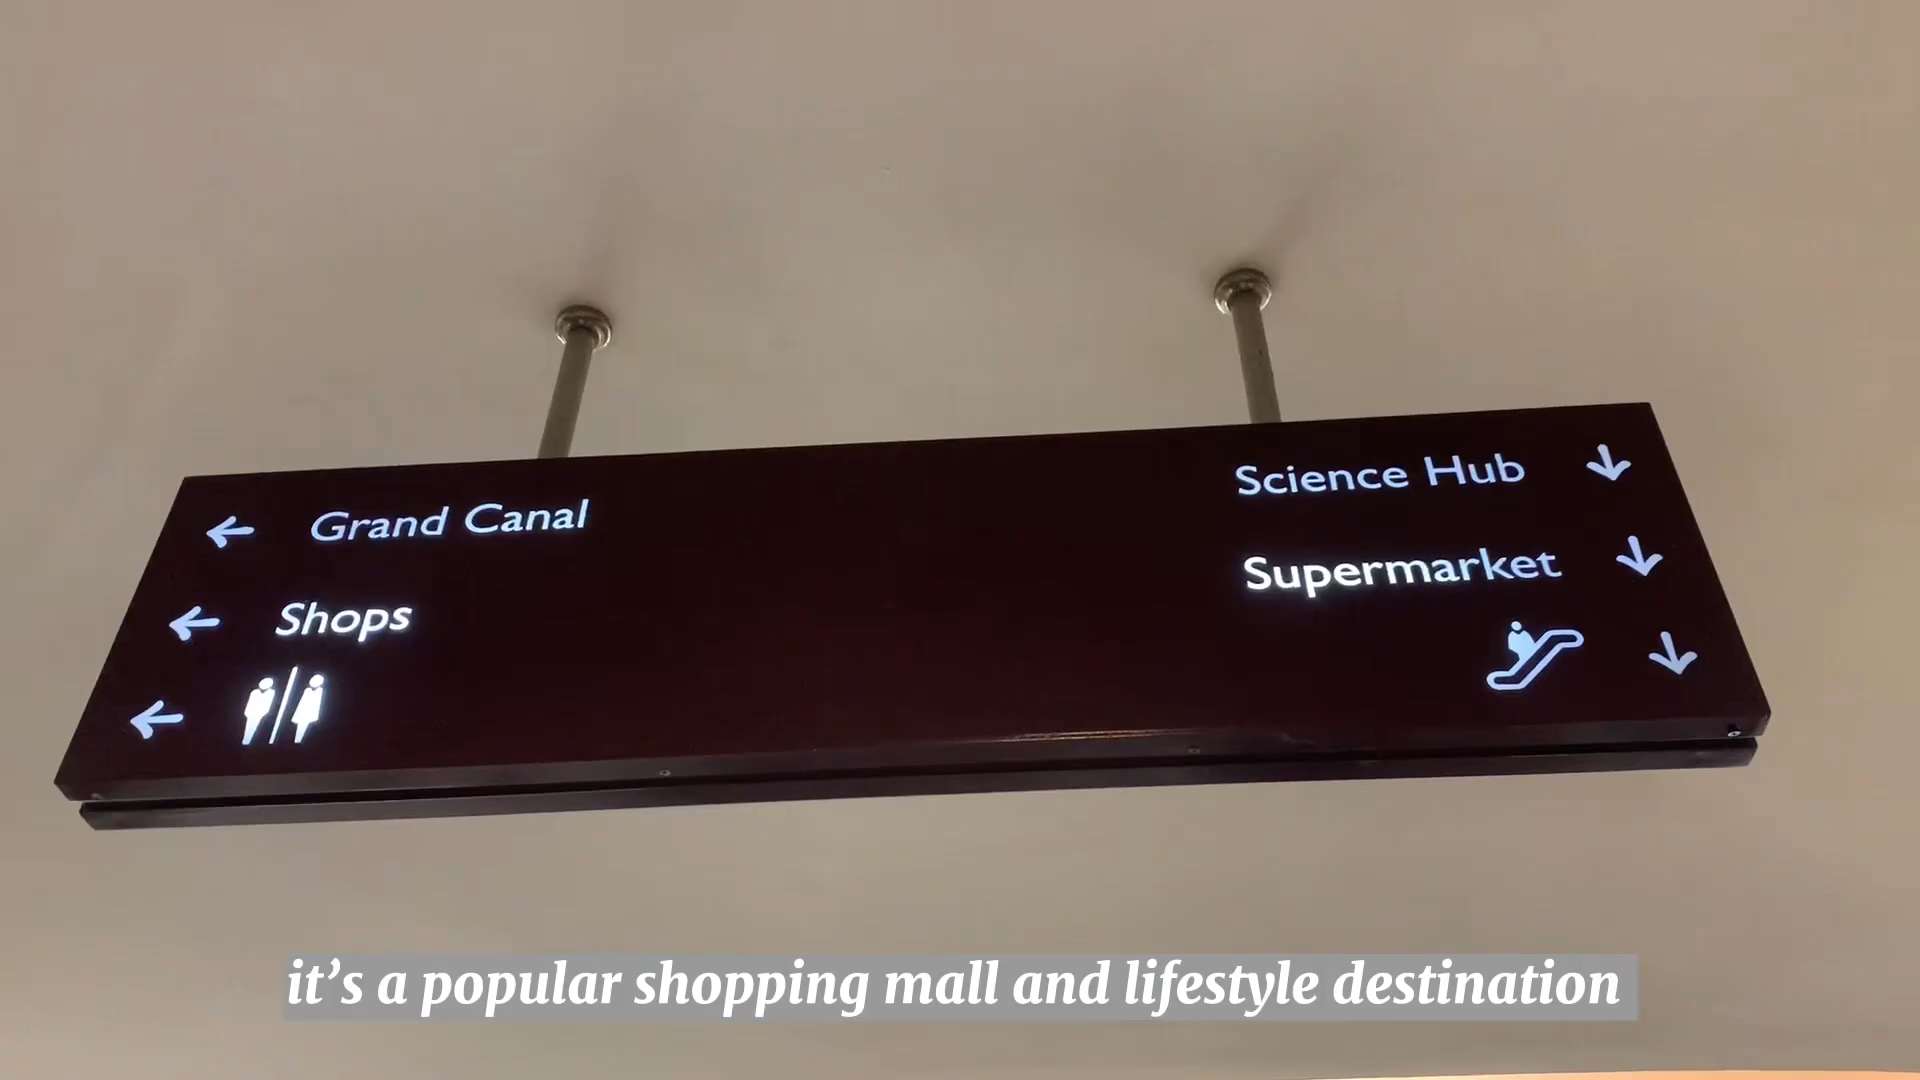 Grand Canal
Shops
Science Hub
Supermarket
it's a popular shopping mall and lifestyle destination